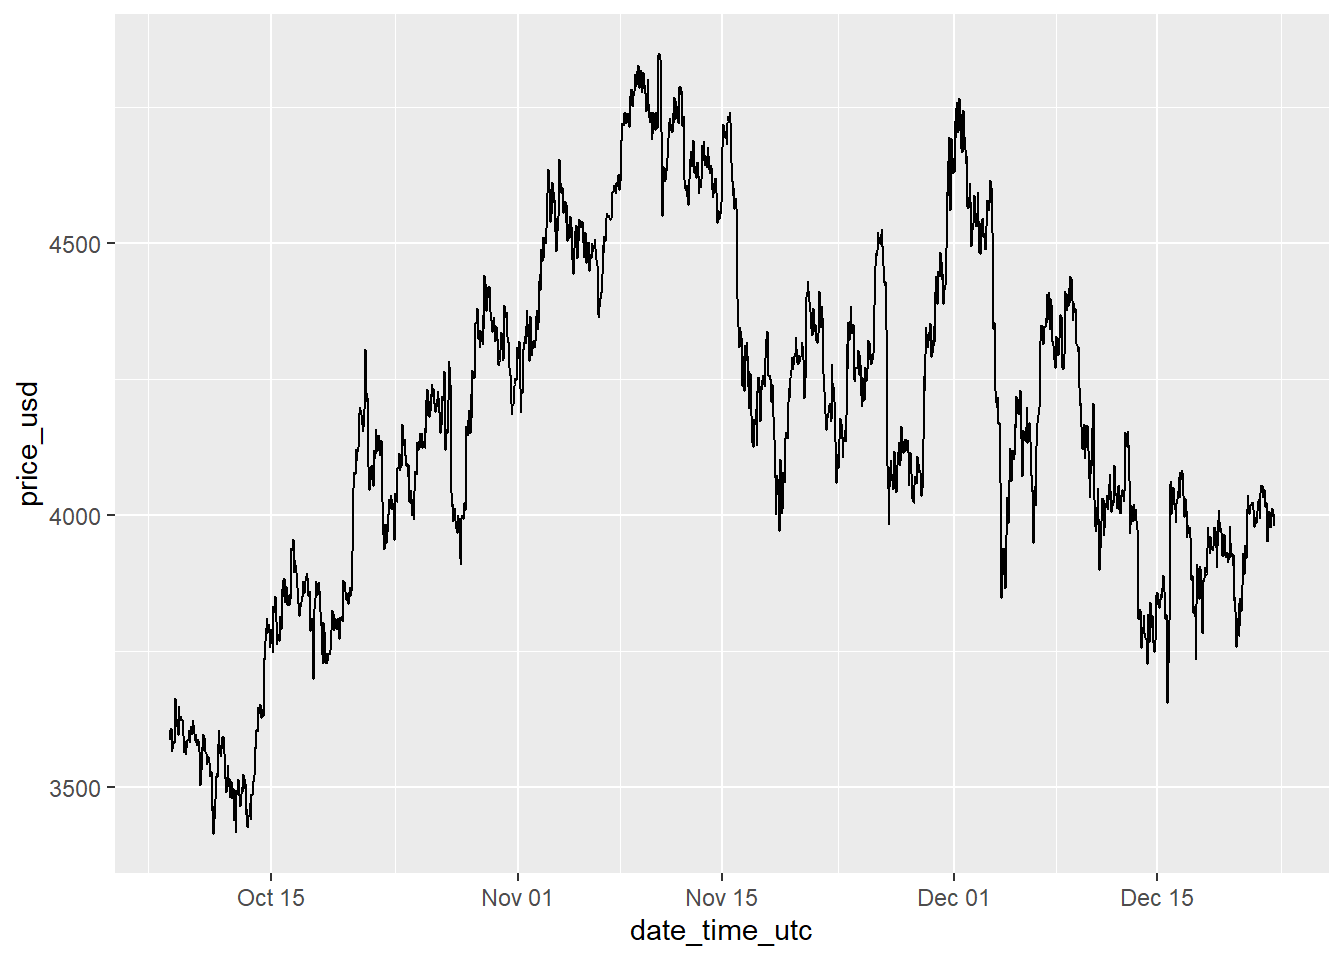 price_usd
4500
4000
3500
Oct 15
Nov 01
Nov 15
Dec 01
Dec 15
date_time_utc